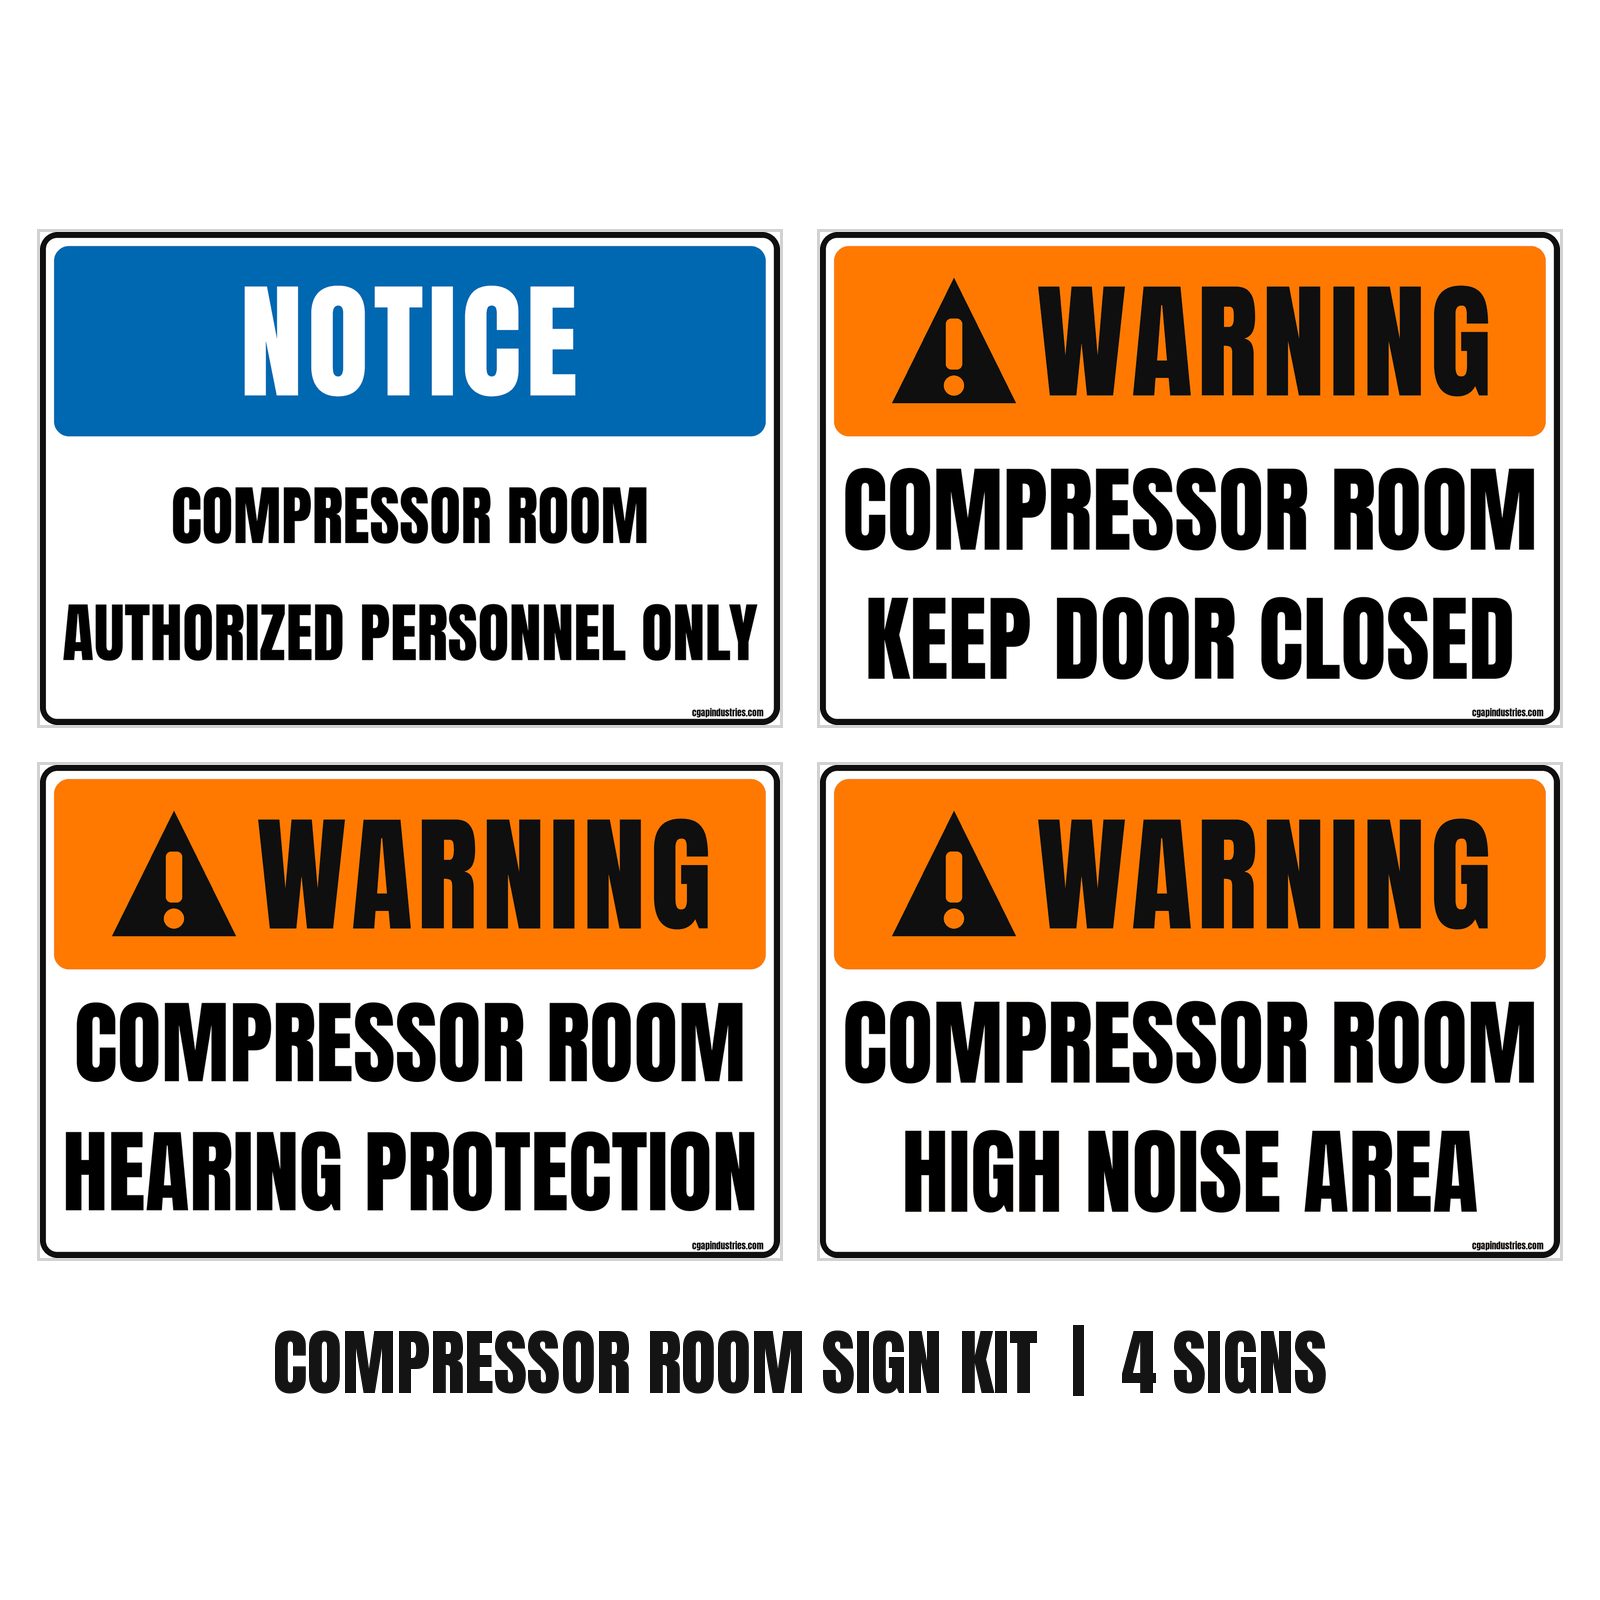 NOTICE
COMPRESSOR ROOM
AUTHORIZED PERSONNEL ONLY
cgapindustries.com
WARNING
COMPRESSOR ROOM
KEEP DOOR CLOSED
cgapindustries.com
WARNING
COMPRESSOR ROOM
HEARING PROTECTION
cgapindustries.com
WARNING
COMPRESSOR ROOM
HIGH NOISE AREA
cgapindustries.com
COMPRESSOR ROOM SIGN KIT | 4 SIGNS